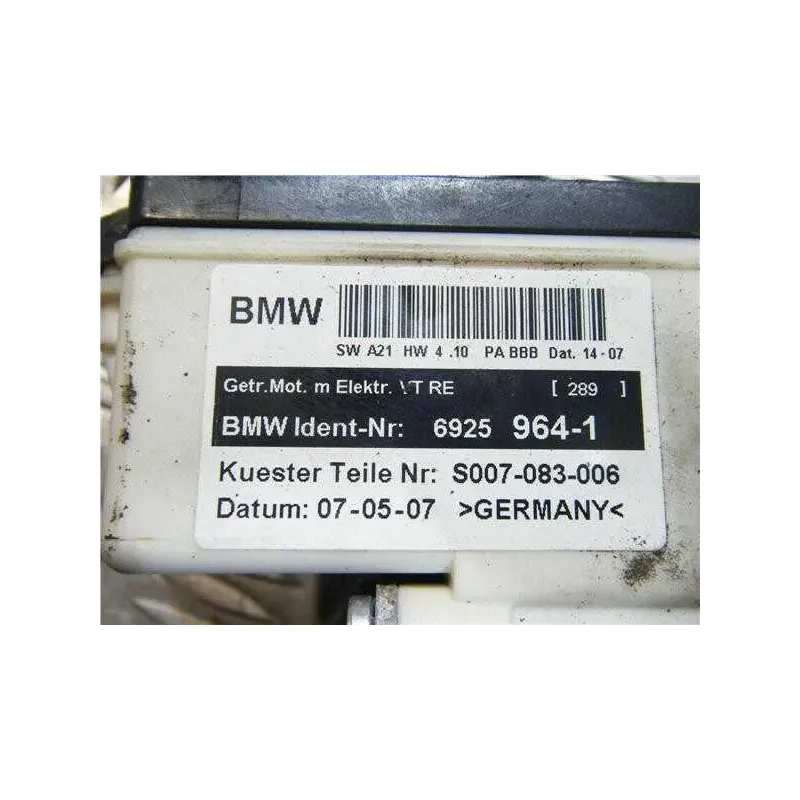 BMW
SW A21 HW 4 .10 PA BBB Dat. 14-07
Getr.Mot. m Elektr. VT RE [ 289 ]
BMW Ident-Nr: 6925 964-1
Kuester Teile Nr: S007-083-006
Datum: 07-05-07 >GERMANY<